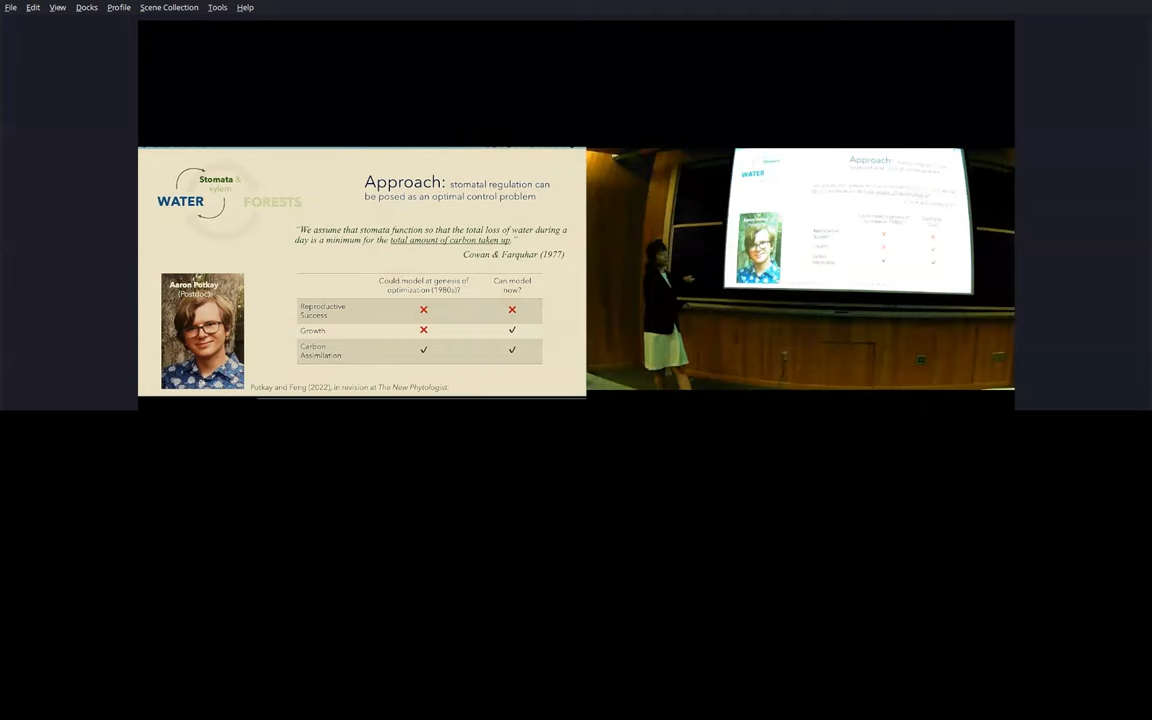 File Edit View Docks Profile Scene Collection Tools Help
Stomata &
xylem
WATER FORESTS
Approach: stomatal regulation can
be posed as an optimal control problem
"We assume that stomata function so that the total loss of water during a
day is a minimum for the total amount of carbon taken up."
Cowan & Farquhar (1977)
Aaron Potkay
(Postdoc)
Could model at genesis of
optimization (1980s)?
Can model
now?
Reproductive
Success ✕ ✕
Growth ✕ ✓
Carbon
Assimilation ✓ ✓
Potkay and Feng (2022), in revision at The New Phytologist.
WATER
Approach: